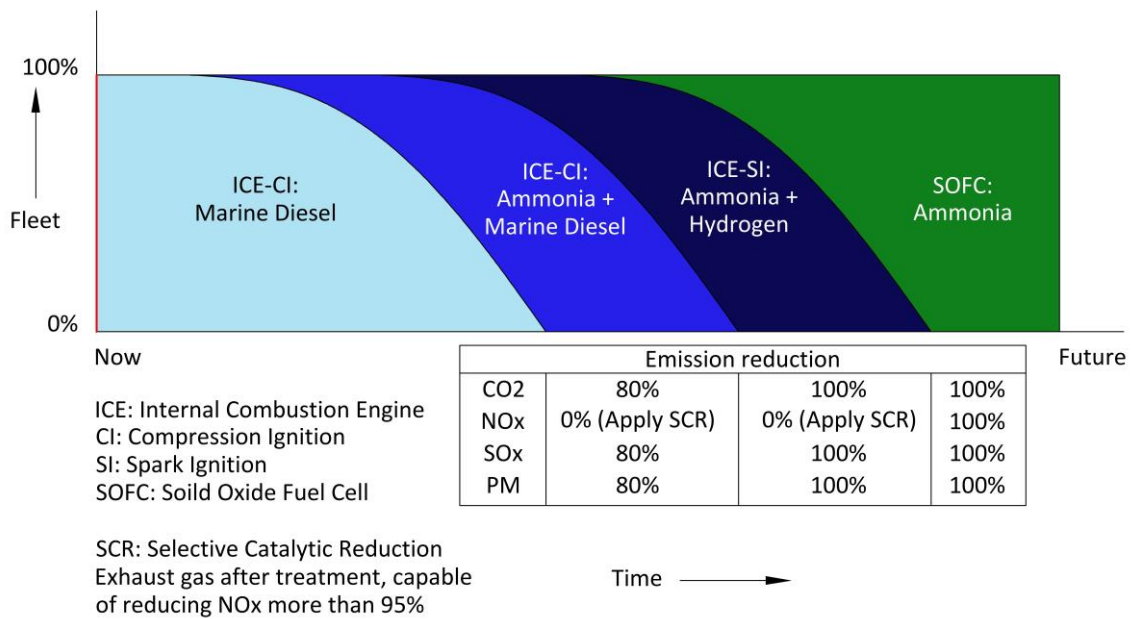 100%
Fleet
0%
ICE-CI:
Marine Diesel
ICE-CI:
Ammonia +
Marine Diesel
ICE-SI:
Ammonia +
Hydrogen
SOFC:
Ammonia
Now
Future
Emission reduction
CO2 80% 100% 100%
NOx 0% (Apply SCR) 0% (Apply SCR) 100%
SOx 80% 100% 100%
PM 80% 100% 100%
ICE: Internal Combustion Engine
CI: Compression Ignition
SI: Spark Ignition
SOFC: Soild Oxide Fuel Cell
SCR: Selective Catalytic Reduction
Exhaust gas after treatment, capable
of reducing NOx more than 95%
Time